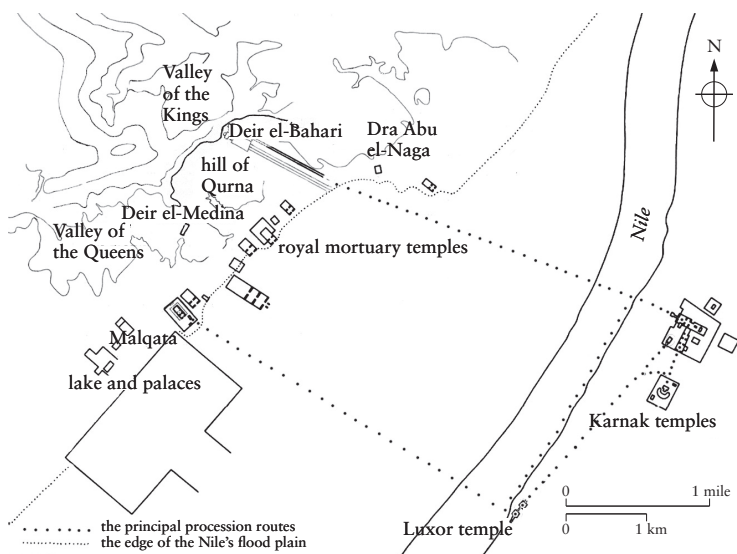 Valley
of the
Kings
Deir el-Bahari
Dra Abu
el-Naga
N
hill of
Qurna
Deir el-Medina
Valley of
the Queens
royal mortuary temples
Nile
Malqata
lake and palaces
Karnak temples
0 1 mile
0 1 km
the principal procession routes
the edge of the Nile's flood plain
Luxor temple